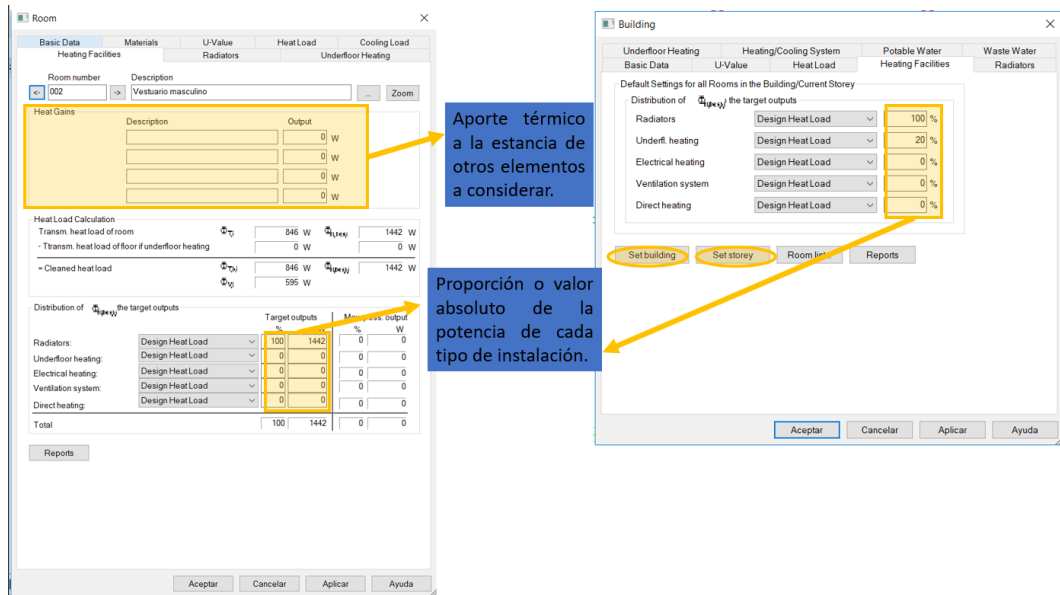 Room
Basic Data Materials U-Value Heat Load Cooling Load
Heating Facilities Radiators Underfloor Heating
Room number Description
<- 002 -> Vestuario masculino ... Zoom
Heat Gains
Description Output
0 W
0 W
0 W
0 W
Heat Load Calculation
Transm. heat load of room 846 W 1442 W
- Ttransm. heat load of floor if underfloor heating 0 W 0 W
= Cleaned heat load 846 W 1442 W
595 W
Distribution of the target outputs
Target outputs output
% % W
Radiators: Design Heat Load 100 1442 0 0
Underfloor heating: Design Heat Load 0 0 0 0
Electrical heating: Design Heat Load 0 0 0 0
Ventilation system: Design Heat Load 0 0 0 0
Direct heating: Design Heat Load 0 0 0 0
Total 100 1442 0 0
Reports
Aceptar Cancelar Aplicar Ayuda
Aporte térmico
a la estancia de
otros elementos
a considerar.
Proporción o valor
absoluto de la
potencia de cada
tipo de instalación.
Building
Underfloor Heating Heating/Cooling System Potable Water Waste Water
Basic Data U-Value Heat Load Heating Facilities Radiators
Default Settings for all Rooms in the Building/Current Storey
Distribution of the target outputs
Radiators Design Heat Load 100 %
Underfl. heating Design Heat Load 20 %
Electrical heating Design Heat Load 0 %
Ventilation system Design Heat Load 0 %
Direct heating Design Heat Load 0 %
Set building Set storey Room lists Reports
Aceptar Cancelar Aplicar Ayuda